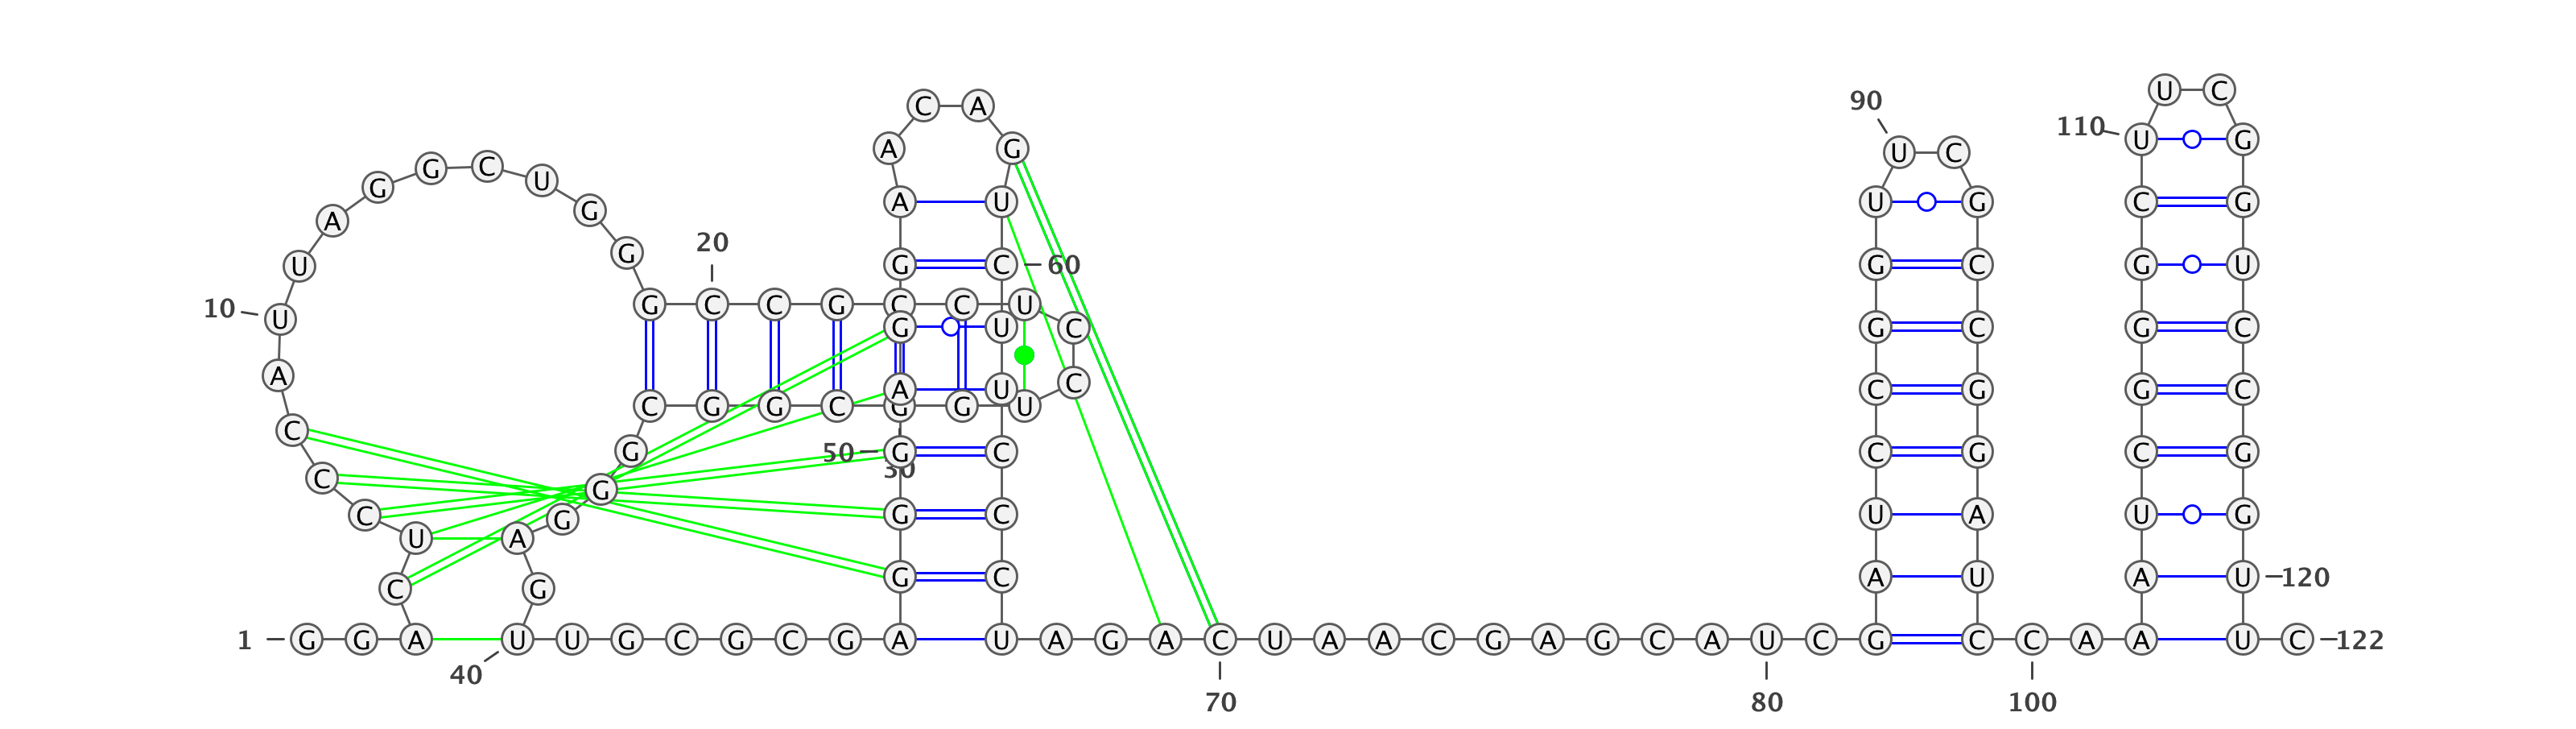 1
G G A C U C C C A U
10
U A G G C U G G G C
20
C G C C U C C U G G
30
C G G C G G G A G U
40
U G C G C G A G G G
50
A G G A A C A G U C
60
U U C C C U A G A C
70
U A A C G A G C A U
80
C G A U C C G G U U
90
C G C C G G A U C C
100
A A A U C G G G C U
110
U C G G U C C G G U
120
U C
122